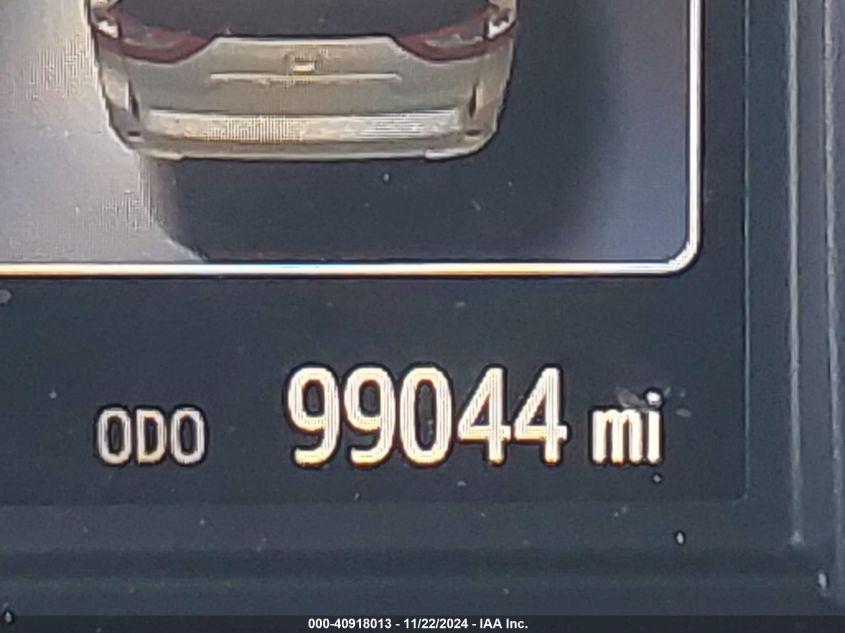 ODO 99044 mi
000-40918013 - 11/22/2024 - IAA Inc.